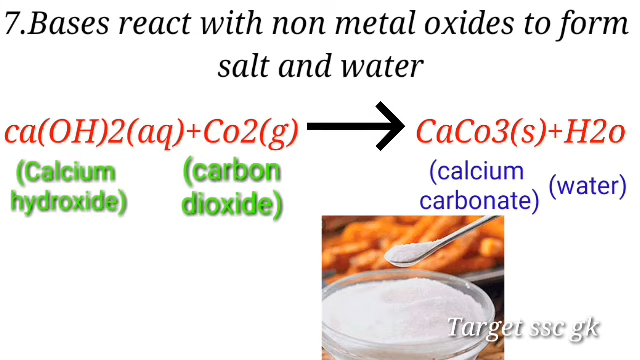 7.Bases react with non metal oxides to form
salt and water
ca(OH)2(aq)+Co2(g) → CaCo3(s)+H2o
(Calcium hydroxide) (carbon dioxide) (calcium carbonate) (water)
Target ssc gk